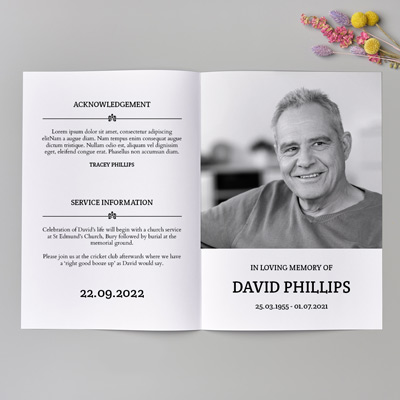 ACKNOWLEDGEMENT
Lorem ipsum dolor sit amet, consectetur adipiscing
elitNam et diam augue. Nam tempus enim consequat augue
dictum tristique. Nullam odio est, aliquam vel dignissim
eget, eleifend congue erat. Phasellus non accumsan diam.
TRACEY PHILLIPS
SERVICE INFORMATION
Celebration of David's life will begin with a church service
at St Edmund's Church, Bury followed by burial at the
memorial ground.
Please join us at the cricket club afterwards where we have
a 'right good booze up' as David would say.
22.09.2022
IN LOVING MEMORY OF
DAVID PHILLIPS
25.03.1955 - 01.07.2021